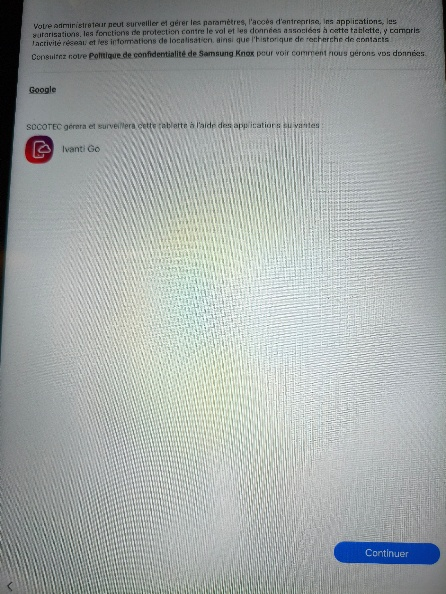 Votre administrateur peut surveiller et gérer les paramètres, l'accès d'entreprise, les applications, les
autorisations, les fonctions de protection contre le vol et les données associées à cette tablette, y compris
l'activité réseau et les informations de localisation, ainsi que l'historique de recherche de contacts.
Consultez notre Politique de confidentialité de Samsung Knox pour voir comment nous gérons vos données.
Google
SOCOTEC gérera et surveillera cette tablette à l'aide des applications suivantes :
Ivanti Go
Continuer